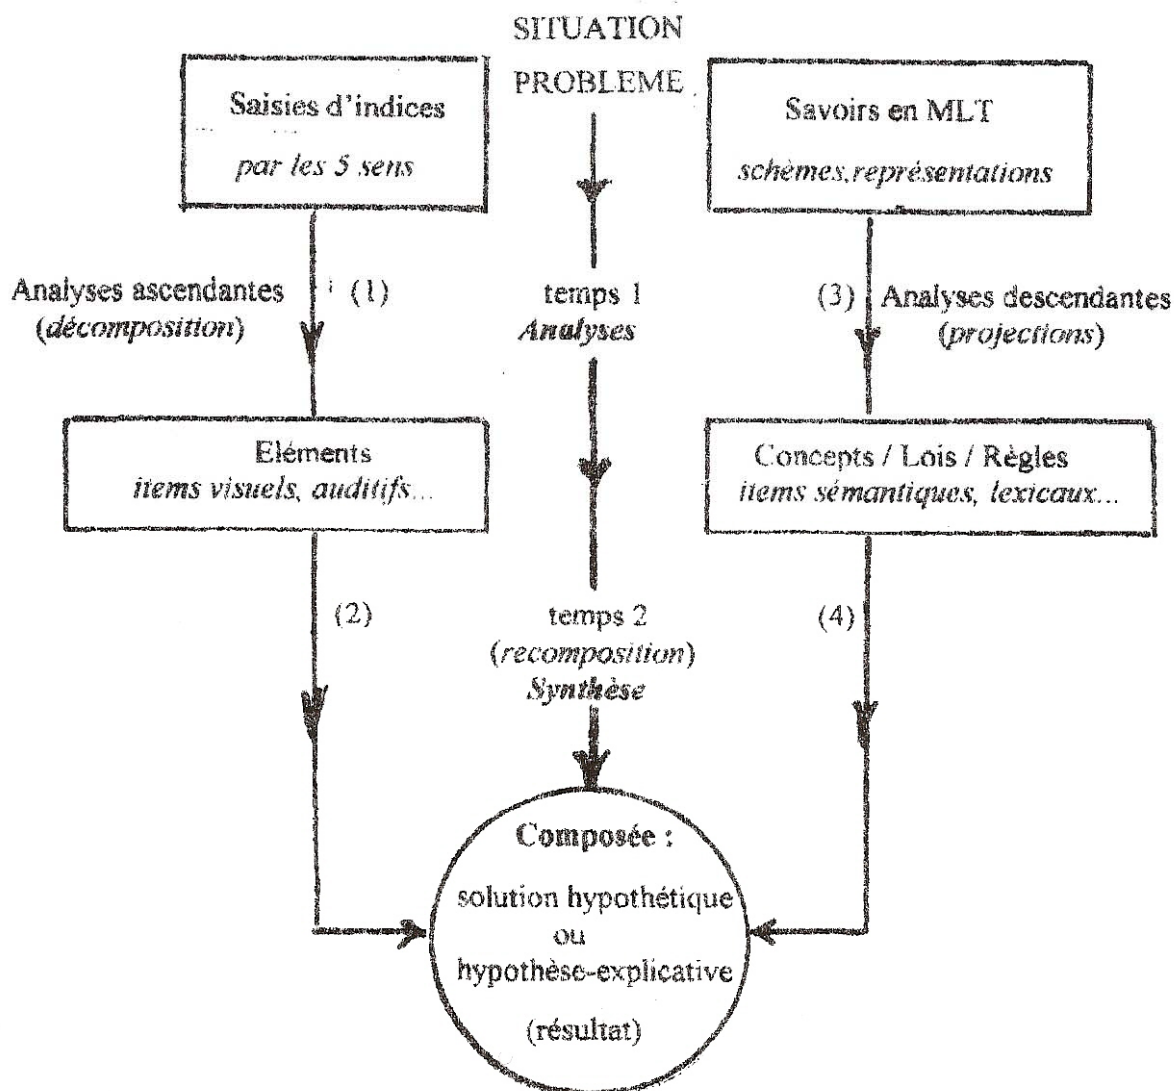 SITUATION
PROBLEME
Saisies d'indices
par les 5 sens
Savoirs en MLT
schèmes,représentations
Analyses ascendantes
(décomposition)
(1)
temps 1
Analyses
(3)
Analyses descendantes
(projections)
Eléments
items visuels, auditifs...
Concepts / Lois / Règles
items sémantiques, lexicaux...
(2)
temps 2
(recomposition)
Synthèse
(4)
Composée :
solution hypothétique
ou
hypothèse-explicative
(résultat)